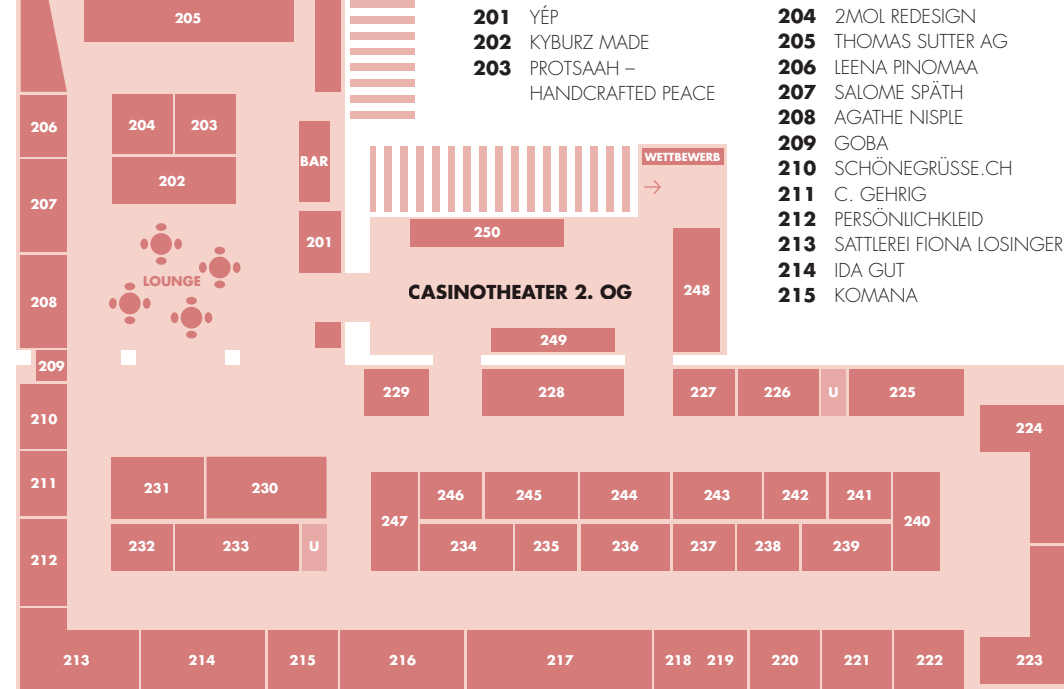 201 YÉP
202 KYBURZ MADE
203 PROTSAAH –
HANDCRAFTED PEACE
204 2MOL REDESIGN
205 THOMAS SUTTER AG
206 LEENA PINOMAA
207 SALOME SPÄTH
208 AGATHE NISPLE
209 GOBA
210 SCHÖNEGRÜSSE.CH
211 C. GEHRIG
212 PERSÖNLICHKLEID
213 SATTLEREI FIONA LOSINGER
214 IDA GUT
215 KOMANA
205
206
204 203
BAR
202
WETTBEWERB
207
201
250
LOUNGE
208
CASINOTHEATER 2. OG
248
249
209
210
229
228
227 226 U 225
224
211
231 230
247
246 245 244 243 242 241
240
212
232 233 U
234 235 236 237 238 239
213 214 215 216 217 218 219 220 221 222 223